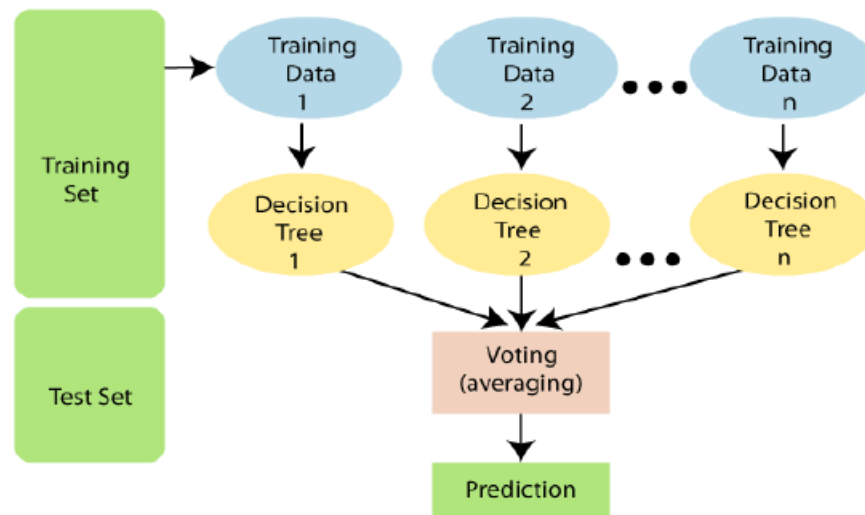 Training
Set
Test Set
Training
Data
1
Training
Data
2
Training
Data
n
Decision
Tree
1
Decision
Tree
2
Decision
Tree
n
Voting
(averaging)
Prediction